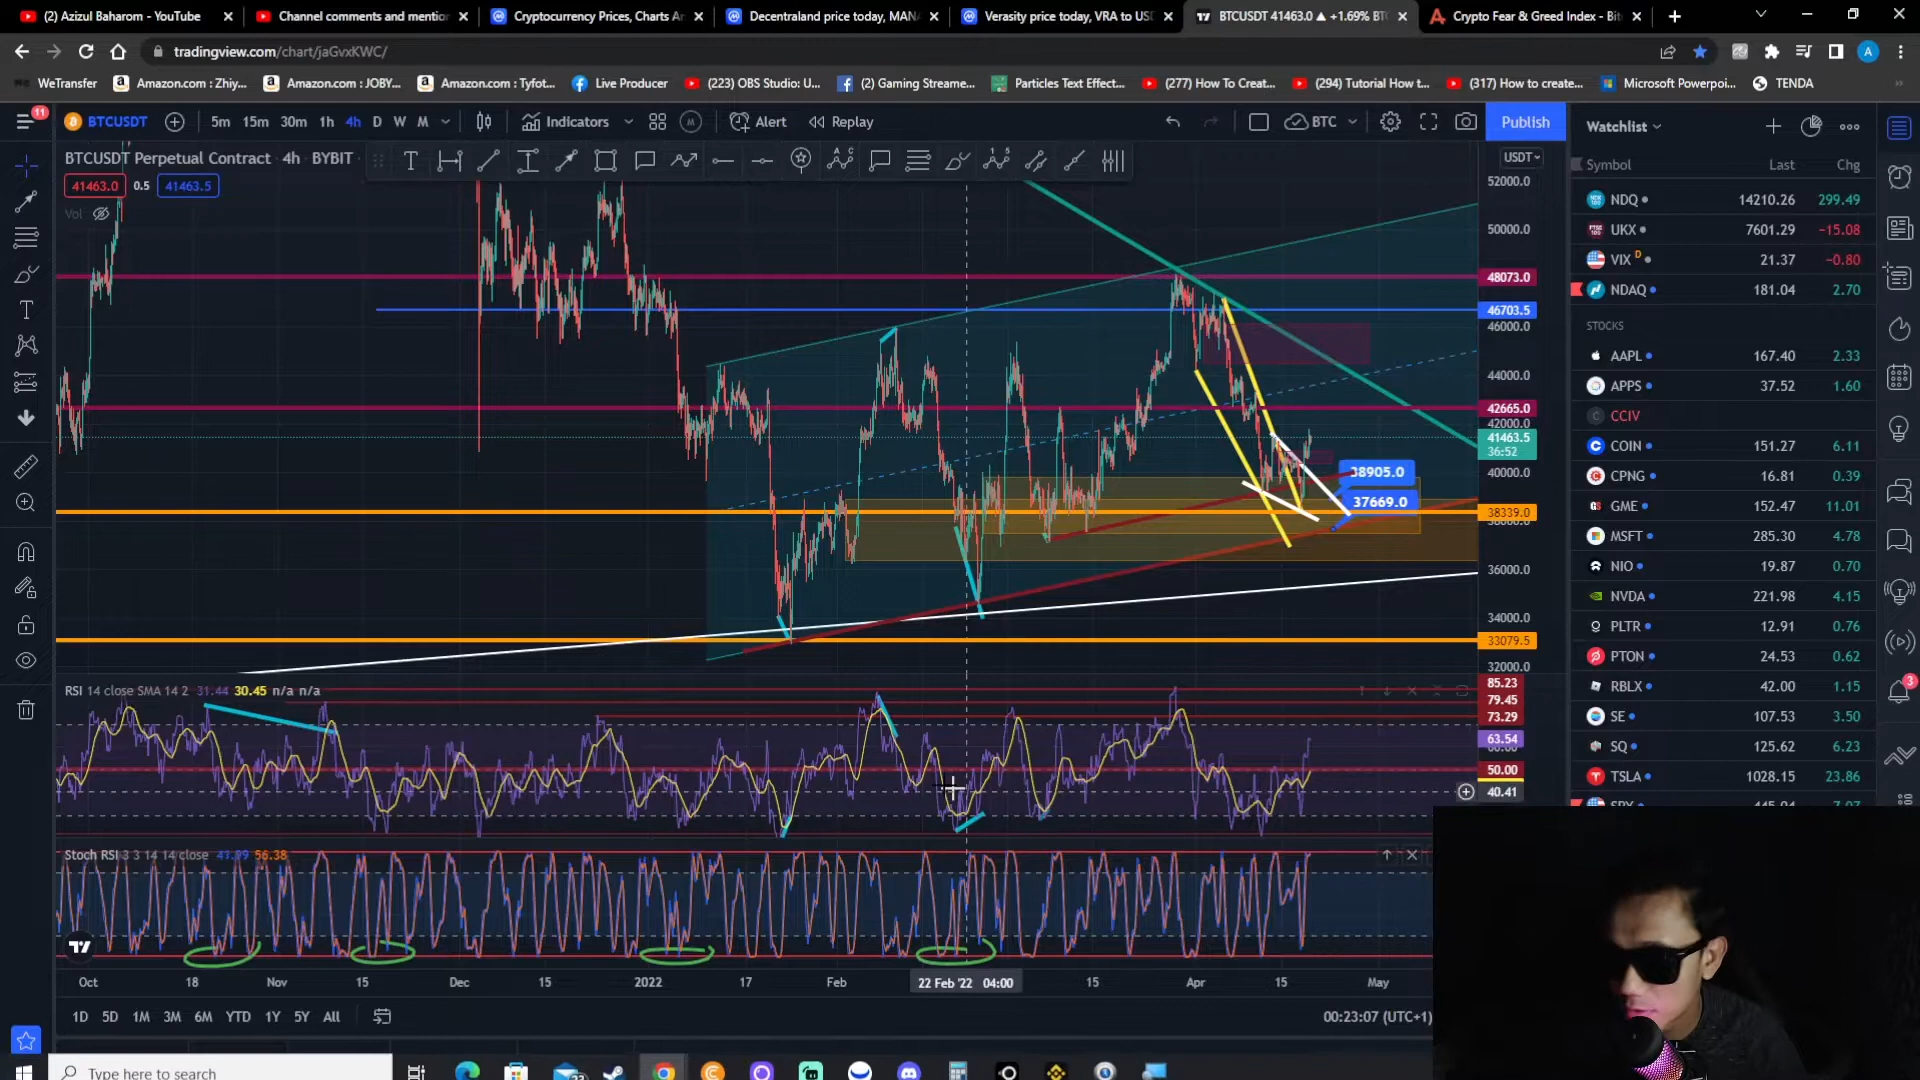 (2) Azizul Baharom - YouTube
Channel comments and mentio
Cryptocurrency Prices, Charts Ar
Decentraland price today, MANA
Verasity price today, VRA to USD
BTCUSDT 41463.0 ▲ +1.69% BTC
Crypto Fear & Greed Index - Bit
tradingview.com/chart/jaGvxKWC/
A
WeTransfer
Amazon.com : Zhiy...
Amazon.com: JOBY...
Amazon.com : Tyfot...
Live Producer
(223) OBS Studio: U...
(2) Gaming Streame...
Particles Text Effect...
(277) How To Creat...
(294) Tutorial How t...
(317) How to create...
Microsoft Powerpoi...
TENDA
11
BTCUSDT
5m 15m 30m 1h 4h D W M
Indicators
Alert
Replay
BTC
Publish
Watchlist
BTCUSDT Perpetual Contract · 4h · BYBIT
USDT
Symbol Last Chg
41463.0 0.5 41463.5
Vol
52000.0
50000.0
48073.0
46703.5
46000.0
44000.0
42665.0
42000.0
41463.5
36:52
40000.0
38905.0
37669.0
38339.0
38000.0
36000.0
34000.0
33079.5
32000.0
NDQ 14210.26 299.49
UKX 7601.29 −15.08
VIX D 21.37 −0.80
NDAQ 181.04 2.70
STOCKS
AAPL 167.40 2.33
APPS 37.52 1.60
CCIV
COIN 151.27 6.11
CPNG 16.81 0.39
GME 152.47 11.01
MSFT 285.30 4.78
NIO 19.87 0.70
NVDA 221.98 4.15
PLTR 12.91 0.76
PTON 24.53 0.62
RBLX 42.00 1.15
SE 107.53 3.50
SQ 125.62 6.23
TSLA 1028.15 23.86
3
RSI 14 close SMA 14 2 31.44 30.45 n/a n/a
85.23
79.45
73.29
63.54
50.00
40.41
Stoch RSI 3 3 14 14 close 41.99 56.38
Oct 18 Nov 15 Dec 15 2022 17 Feb 22 Feb '22 04:00 15 Apr 15 May
1D 5D 1M 3M 6M YTD 1Y 5Y All
00:23:07 (UTC+1)
Type here to search